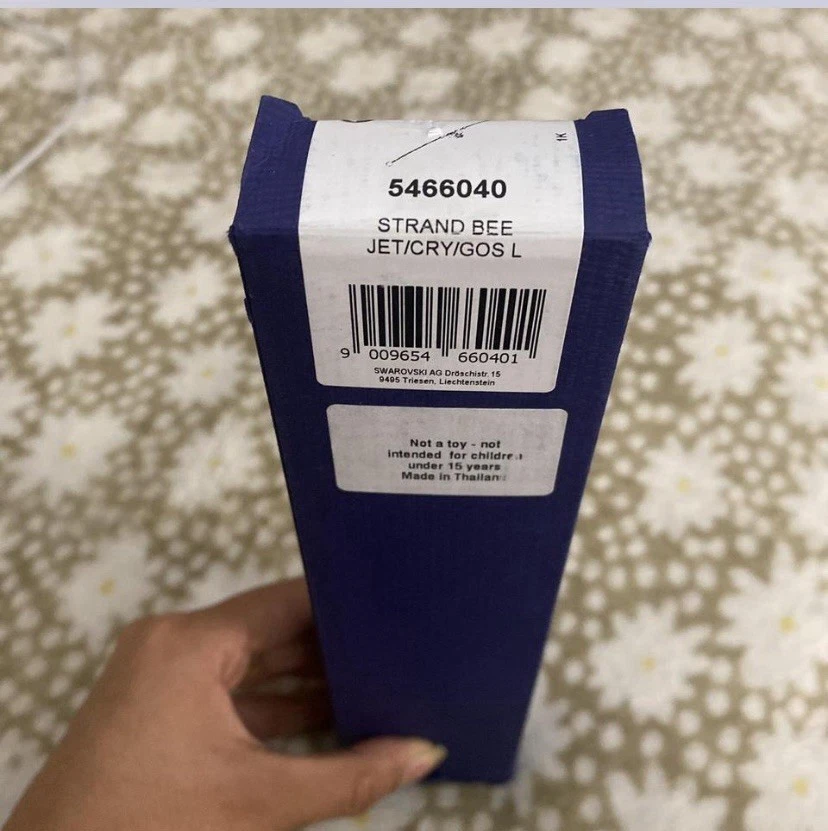 1K
5466040
STRAND BEE
JET/CRY/GOS L
9 009654 660401
SWAROVSKI AG Dröschistr. 15
9495 Triesen, Liechtenstein
Not a toy - not
intended for children
under 15 years
Made in Thailand